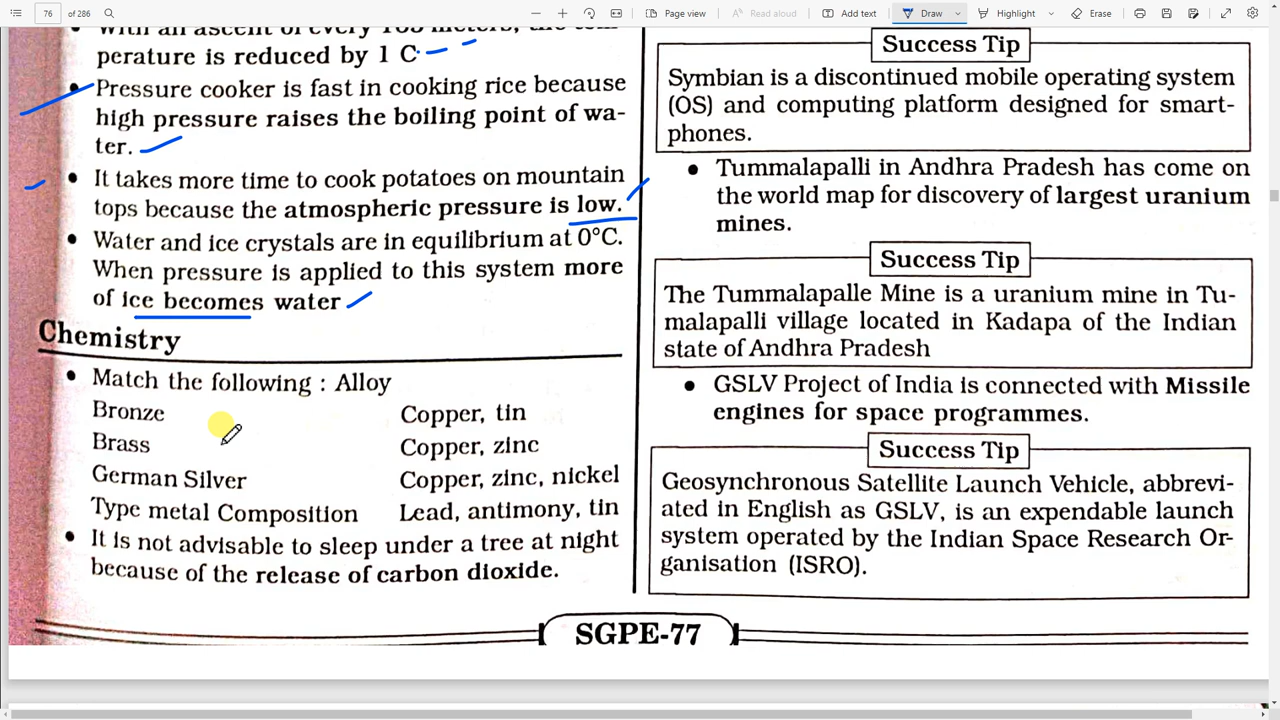 76 of 286
Page view
Read aloud
Add text
Draw
Highlight
Erase
perature is reduced by 1 C
• Pressure cooker is fast in cooking rice because
high pressure raises the boiling point of wa-
ter.
• It takes more time to cook potatoes on mountain
tops because the atmospheric pressure is low.
• Water and ice crystals are in equilibrium at 0°C.
When pressure is applied to this system more
of ice becomes water
Chemistry
• Match the following : Alloy
Bronze Copper, tin
Brass Copper, zinc
German Silver Copper, zinc, nickel
Type metal Composition Lead, antimony, tin
• It is not advisable to sleep under a tree at night
because of the release of carbon dioxide.
Success Tip
Symbian is a discontinued mobile operating system
(OS) and computing platform designed for smart-
phones.
• Tummalapalli in Andhra Pradesh has come on
the world map for discovery of largest uranium
mines.
Success Tip
The Tummalapalle Mine is a uranium mine in Tu-
malapalli village located in Kadapa of the Indian
state of Andhra Pradesh
• GSLV Project of India is connected with Missile
engines for space programmes.
Success Tip
Geosynchronous Satellite Launch Vehicle, abbrevi-
ated in English as GSLV, is an expendable launch
system operated by the Indian Space Research Or-
ganisation (ISRO).
SGPE-77